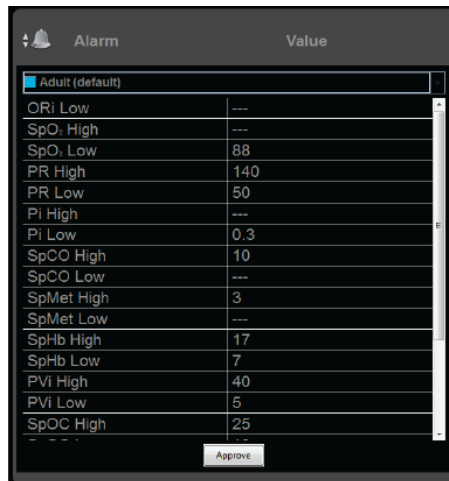 Alarm Value
Adult (default)
ORi Low ---
SpO₂ High ---
SpO₂ Low 88
PR High 140
PR Low 50
Pi High ---
Pi Low 0.3
SpCO High 10
SpCO Low ---
SpMet High 3
SpMet Low ---
SpHb High 17
SpHb Low 7
PVi High 40
PVi Low 5
SpOC High 25
Approve